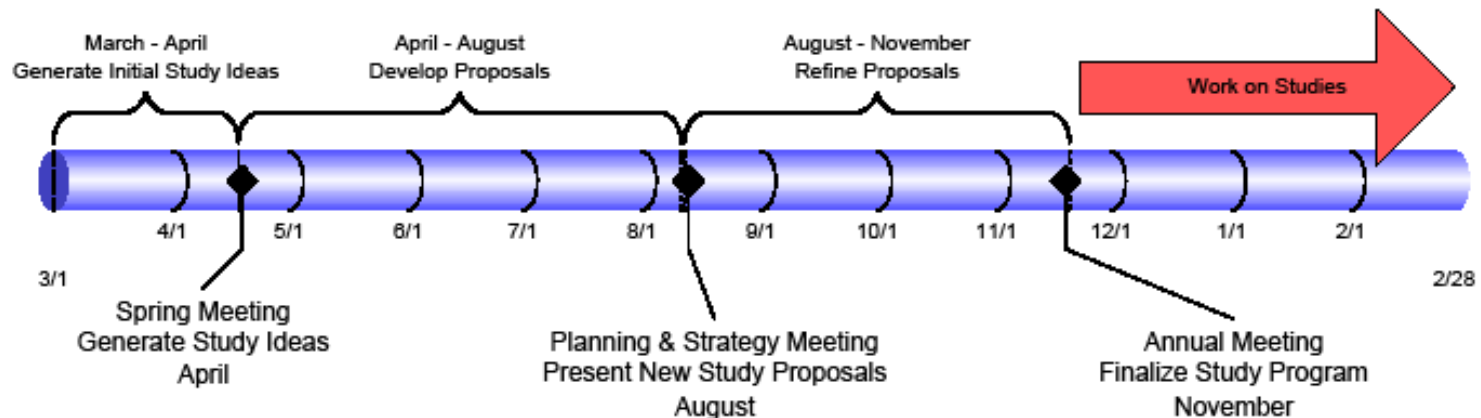 March - April
Generate Initial Study Ideas
April - August
Develop Proposals
August - November
Refine Proposals
Work on Studies
4/1
5/1
6/1
7/1
8/1
9/1
10/1
11/1
12/1
1/1
2/1
3/1
2/28
Spring Meeting
Generate Study Ideas
April
Planning & Strategy Meeting
Present New Study Proposals
August
Annual Meeting
Finalize Study Program
November